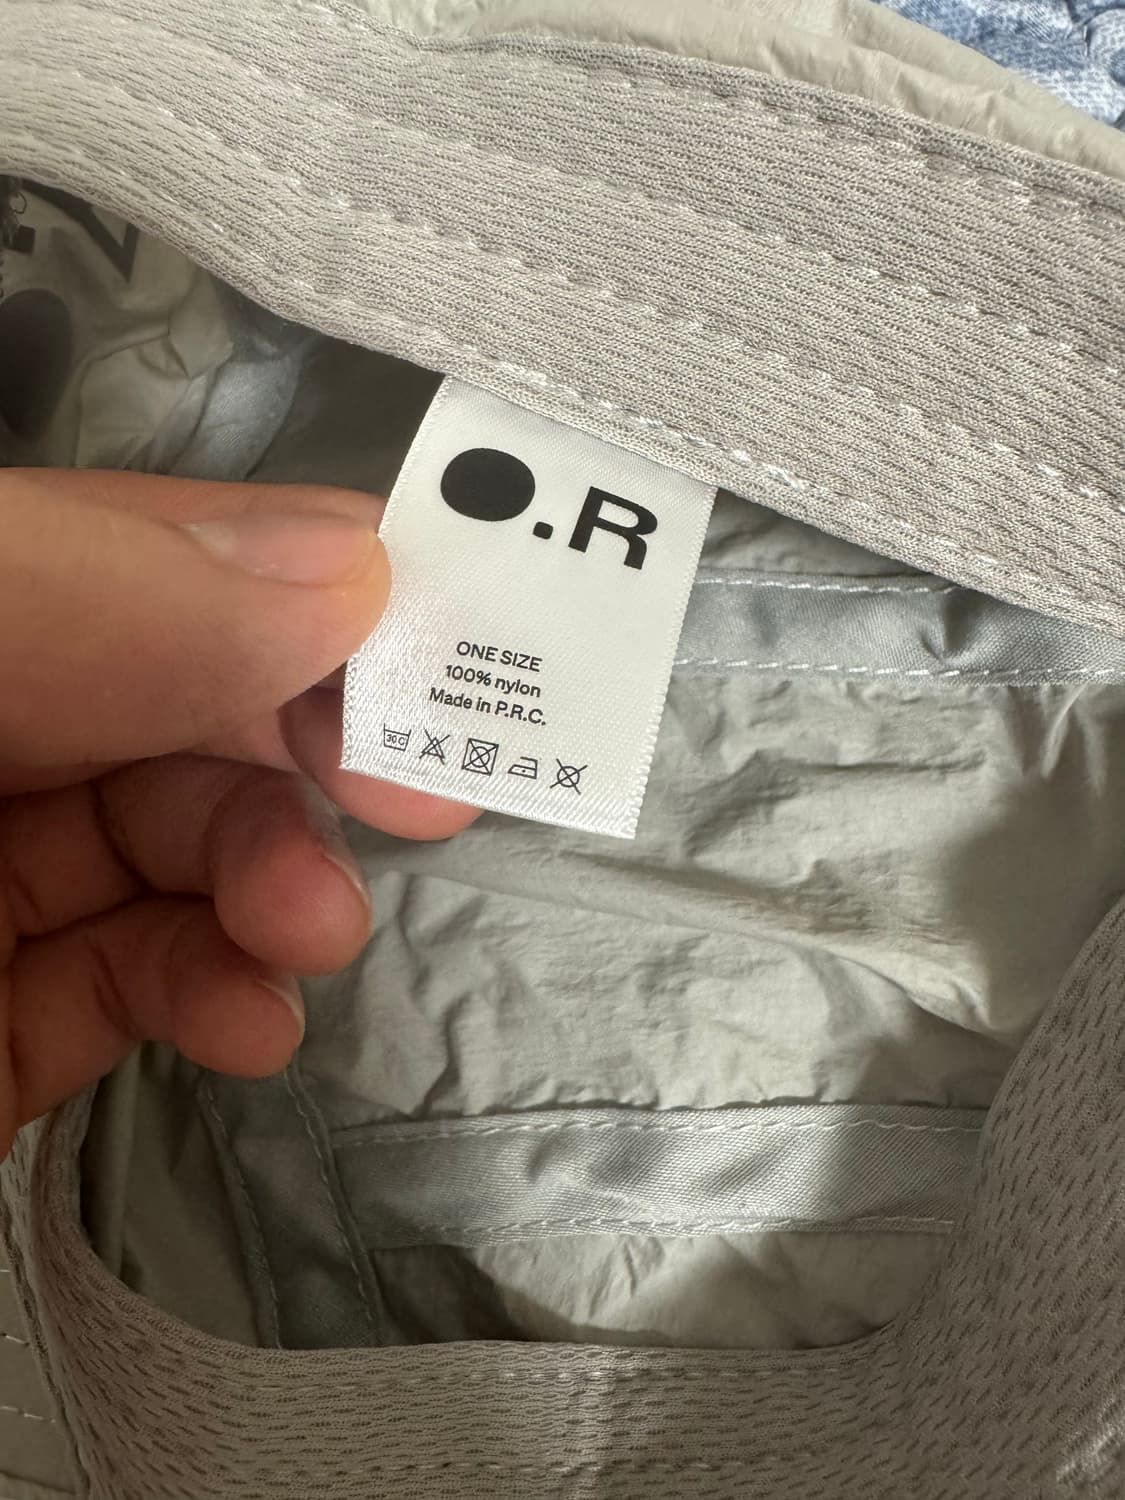 ●.R
ONE SIZE
100% nylon
Made in P.R.C.
30 C